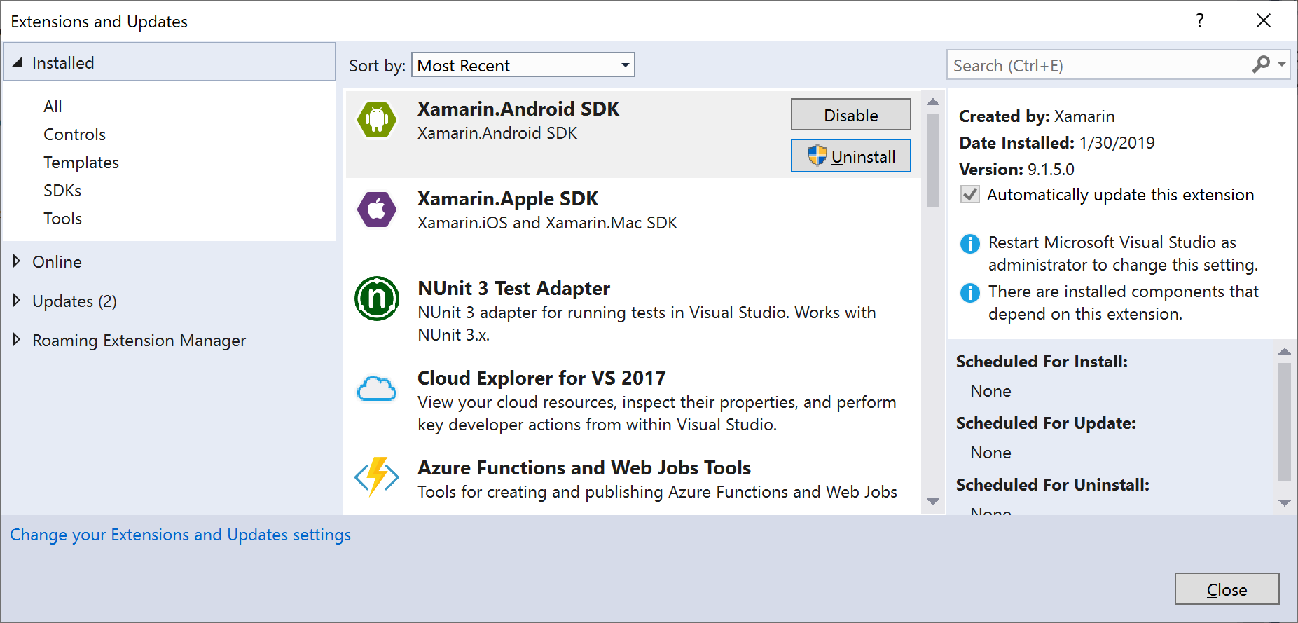 Extensions and Updates
?
Installed
All
Controls
Templates
SDKs
Tools
Online
Updates (2)
Roaming Extension Manager
Sort by: Most Recent
Xamarin.Android SDK
Xamarin.Android SDK
Disable
Uninstall
Xamarin.Apple SDK
Xamarin.iOS and Xamarin.Mac SDK
NUnit 3 Test Adapter
NUnit 3 adapter for running tests in Visual Studio. Works with
NUnit 3.x.
Cloud Explorer for VS 2017
View your cloud resources, inspect their properties, and perform
key developer actions from within Visual Studio.
Azure Functions and Web Jobs Tools
Tools for creating and publishing Azure Functions and Web Jobs
Search (Ctrl+E)
Created by: Xamarin
Date Installed: 1/30/2019
Version: 9.1.5.0
Automatically update this extension
Restart Microsoft Visual Studio as
administrator to change this setting.
There are installed components that
depend on this extension.
Scheduled For Install:
None
Scheduled For Update:
None
Scheduled For Uninstall:
None
Change your Extensions and Updates settings
Close